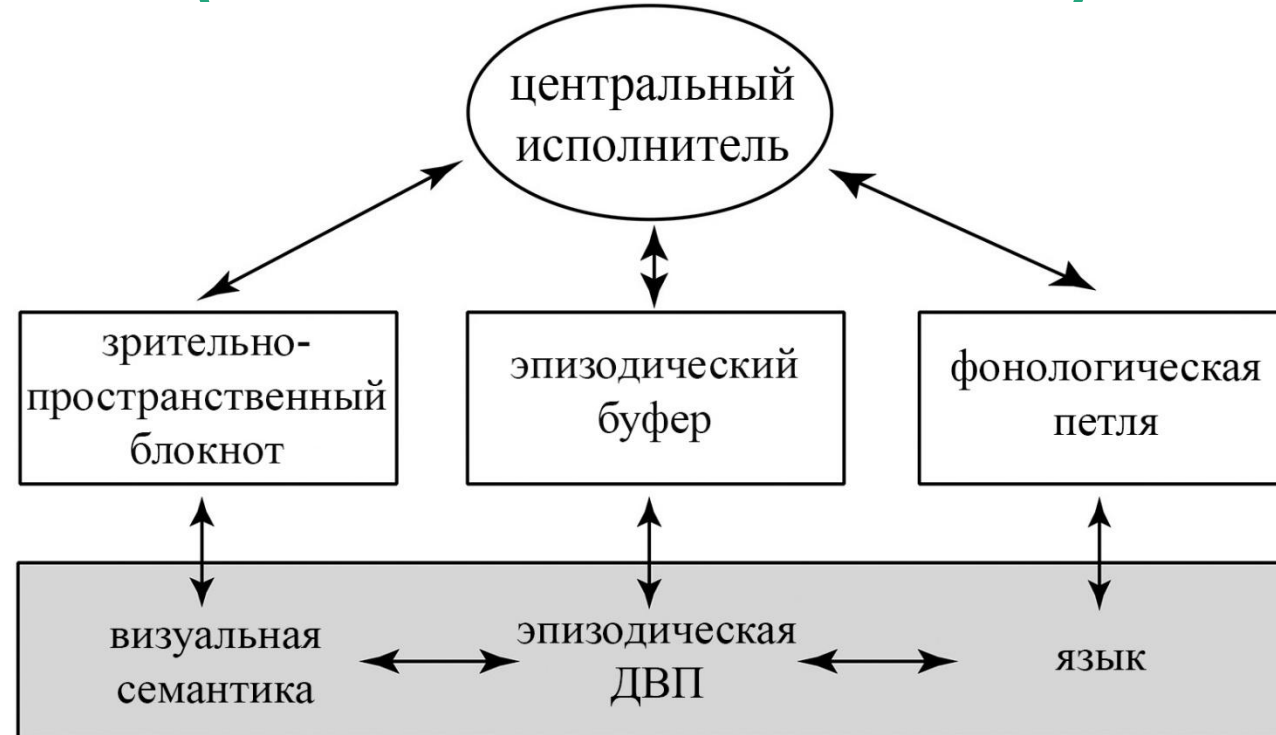 центральный
исполнитель
зрительно-
пространственный
блокнот
эпизодический
буфер
фонологическая
петля
визуальная
семантика
эпизодическая
ДВП
язык